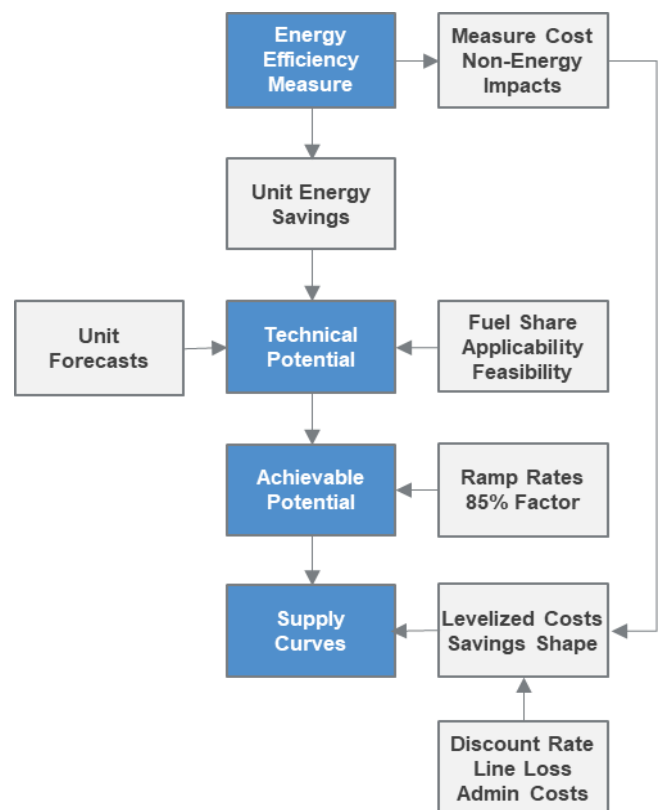 Energy
Efficiency
Measure
Measure Cost
Non-Energy
Impacts
Unit Energy
Savings
Unit
Forecasts
Technical
Potential
Fuel Share
Applicability
Feasibility
Achievable
Potential
Ramp Rates
85% Factor
Supply
Curves
Levelized Costs
Savings Shape
Discount Rate
Line Loss
Admin Costs